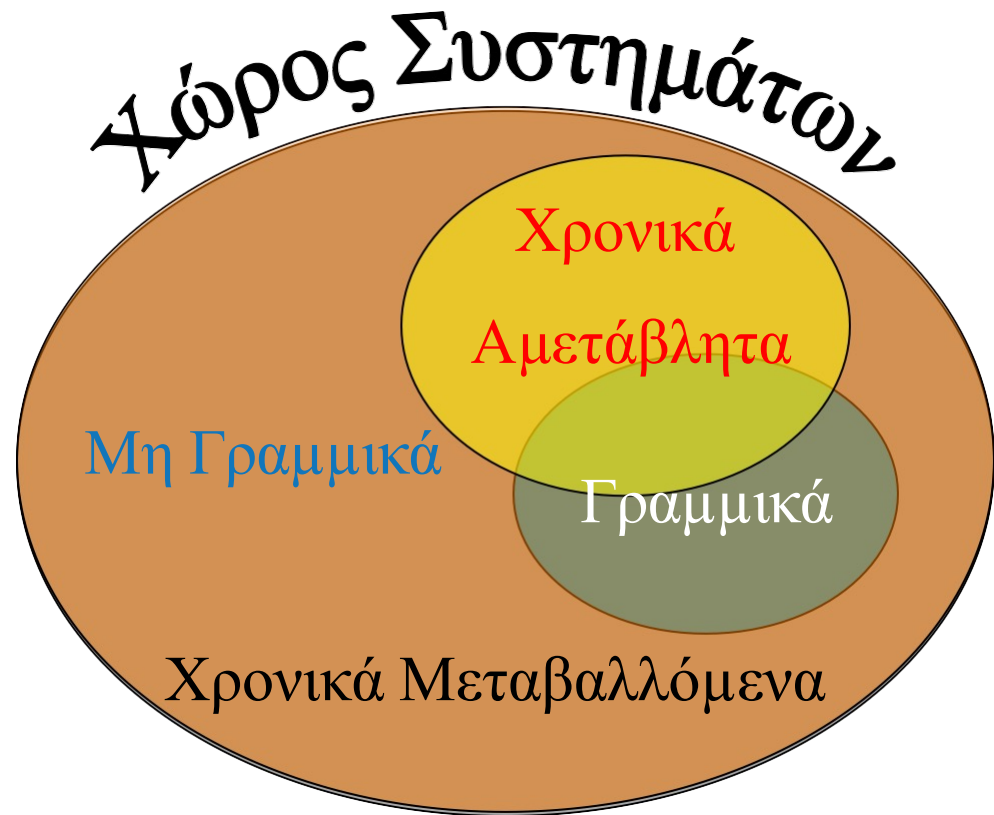 Χώρος Συστημάτων
Χρονικά
Αμετάβλητα
Μη Γραμμικά
Γραμμικά
Χρονικά Μεταβαλλόμενα